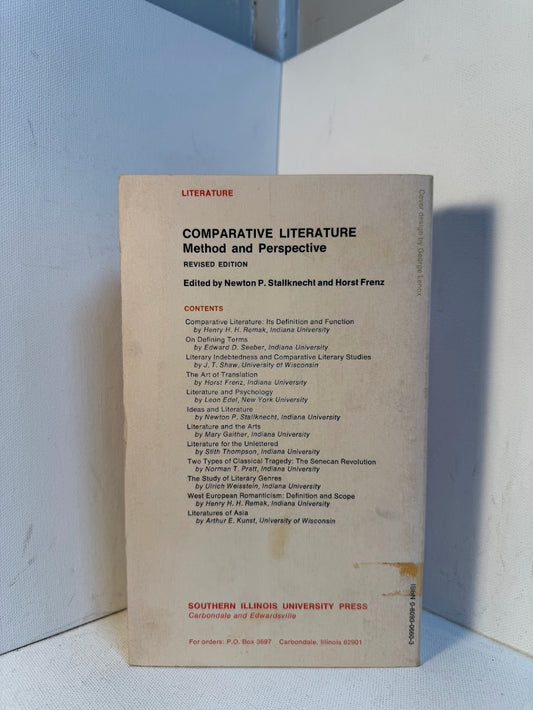 LITERATURE
COMPARATIVE LITERATURE
Method and Perspective
REVISED EDITION
Edited by Newton P. Stallknecht and Horst Frenz
CONTENTS
Comparative Literature: Its Definition and Function
by Henry H. H. Remak, Indiana University
On Defining Terms
by Edward D. Seeber, Indiana University
Literary Indebtedness and Comparative Literary Studies
by J. T. Shaw, University of Wisconsin
The Art of Translation
by Horst Frenz, Indiana University
Literature and Psychology
by Leon Edel, New York University
Ideas and Literature
by Newton P. Stallknecht, Indiana University
Literature and the Arts
by Mary Gaither, Indiana University
Literature for the Unlettered
by Stith Thompson, Indiana University
Two Types of Classical Tragedy: The Senecan Revolution
by Norman T. Pratt, Indiana University
The Study of Literary Genres
by Ulrich Weisstein, Indiana University
West European Romanticism: Definition and Scope
by Henry H. H. Remak, Indiana University
Literatures of Asia
by Arthur E. Kunst, University of Wisconsin
SOUTHERN ILLINOIS UNIVERSITY PRESS
Carbondale and Edwardsville
For orders: P.O. Box 3697 Carbondale, Illinois 62901
Cover design by George Lenox
ISBN 0-8093-0660-3